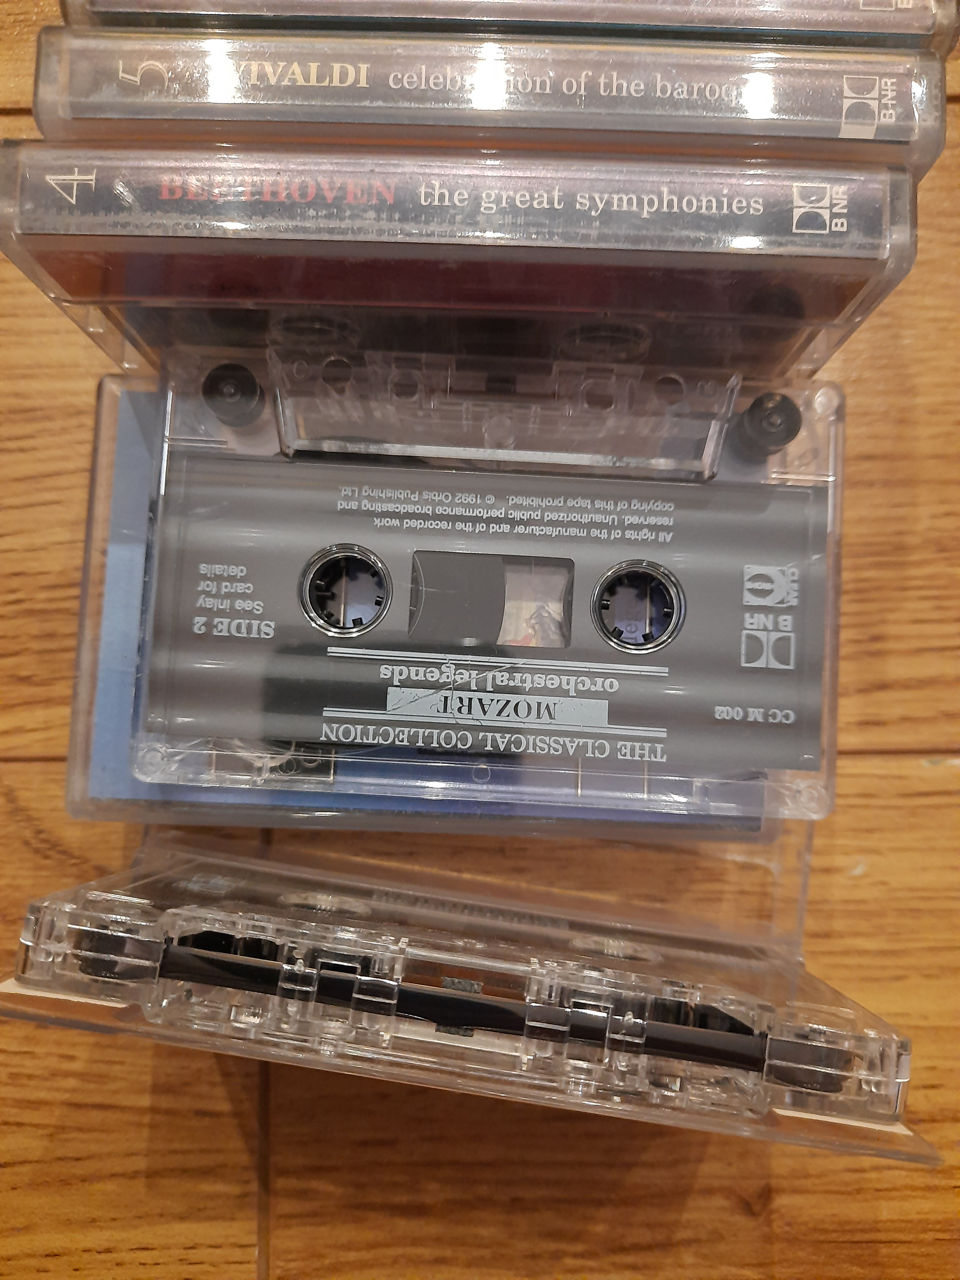 5 VIVALDI celebration of the baroque
B NR
4 BEETHOVEN the great symphonies
B NR
THE CLASSICAL COLLECTION
MOZART
orchestral legends
CC M 002
SIDE 2
See inlay
card for
details
B NR
All rights of the manufacturer and of the recorded work
reserved. Unauthorized public performance broadcasting and
copying of this tape prohibited. © 1992 Orbis Publishing Ltd.